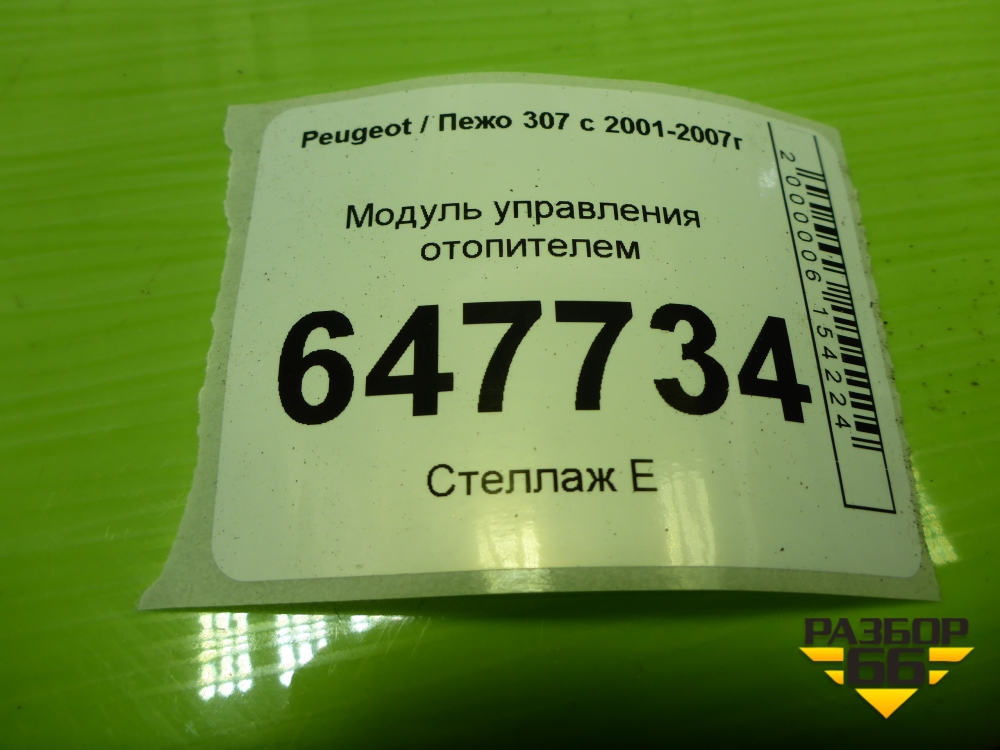 Peugeot / Пежо 307 с 2001-2007г
Модуль управления
отопителем
647734
Стеллаж Е
2000006154224
РАЗБОР
66